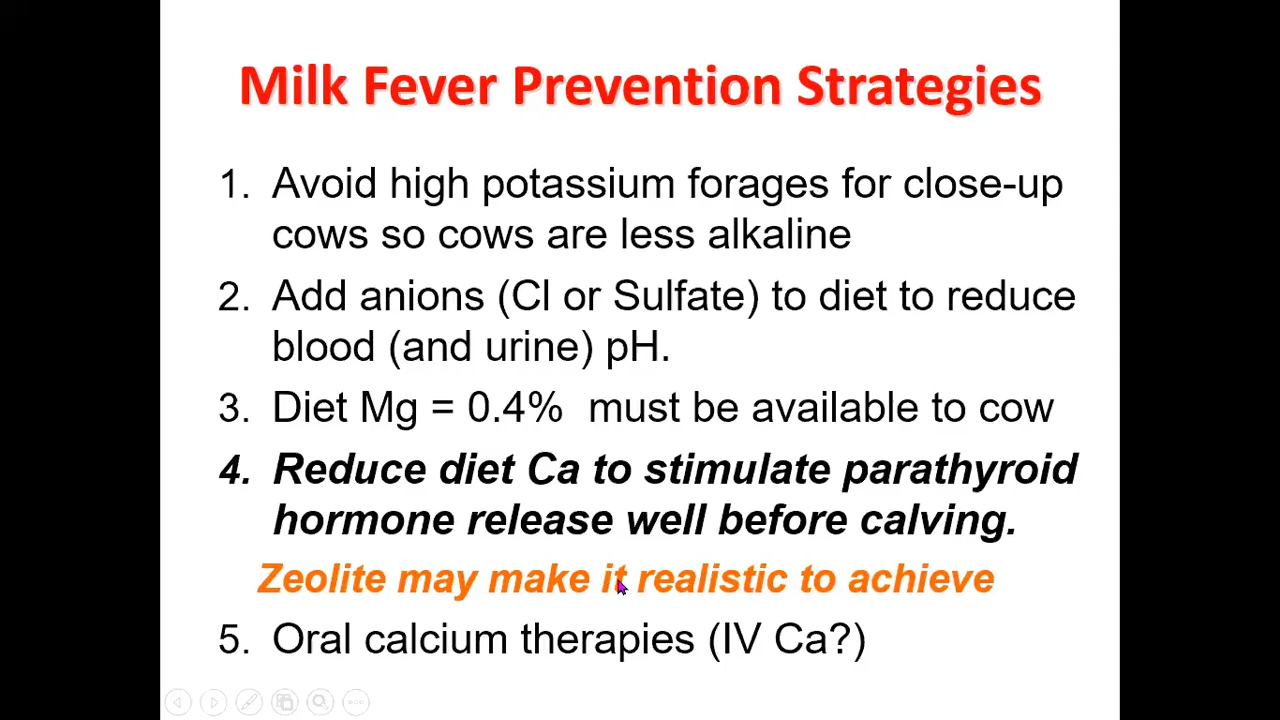 Milk Fever Prevention Strategies
1. Avoid high potassium forages for close-up
cows so cows are less alkaline
2. Add anions (Cl or Sulfate) to diet to reduce
blood (and urine) pH.
3. Diet Mg = 0.4%  must be available to cow
4. Reduce diet Ca to stimulate parathyroid
hormone release well before calving.
Zeolite may make it realistic to achieve
5. Oral calcium therapies (IV Ca?)